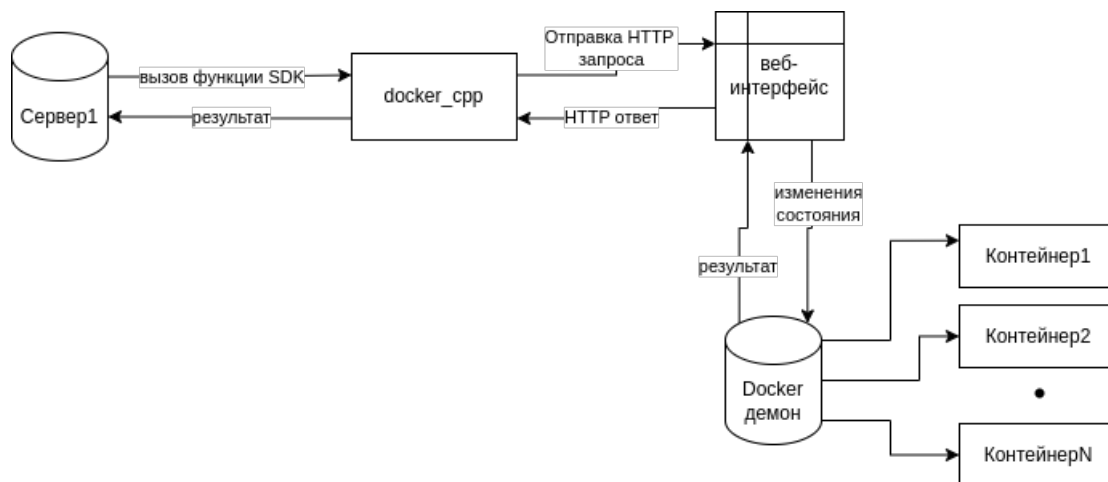 Отправка HTTP
запроса
вызов функции SDK
Сервер1
результат
docker_cpp
HTTP ответ
веб-
интерфейс
изменения
состояния
результат
Docker
демон
Контейнер1
Контейнер2
КонтейнерN